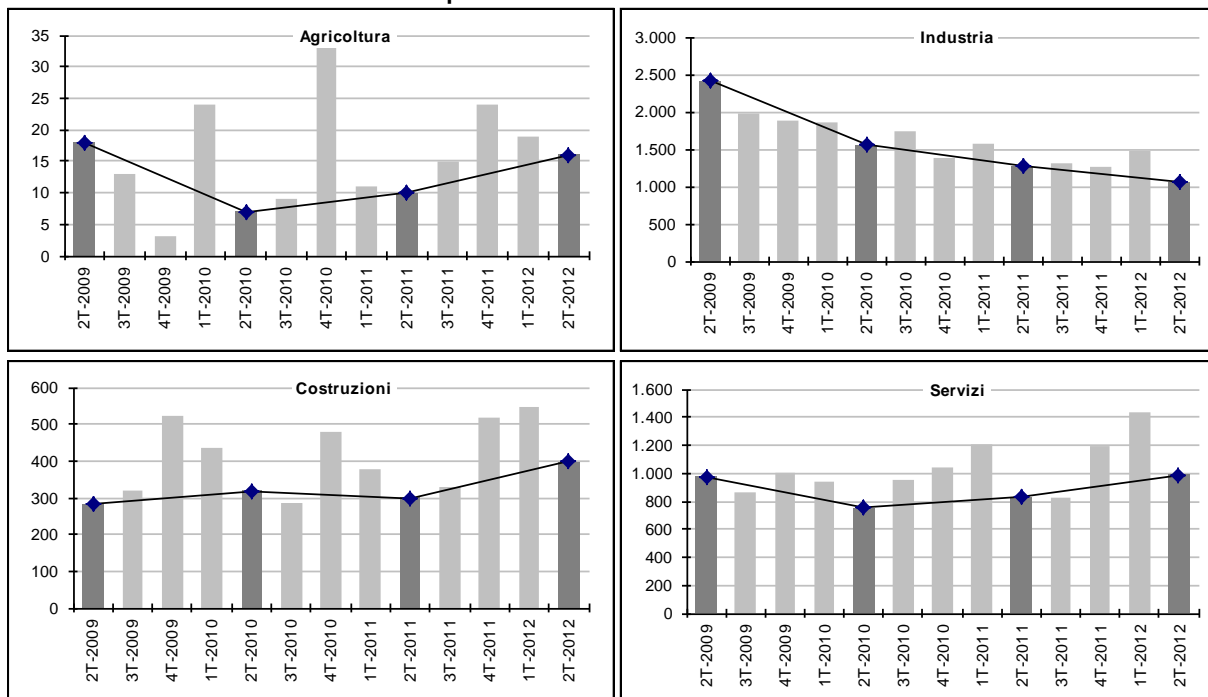 Agricoltura
35
30
25
20
15
10
5
0
2T-2009
3T-2009
4T-2009
1T-2010
2T-2010
3T-2010
4T-2010
1T-2011
2T-2011
3T-2011
4T-2011
1T-2012
2T-2012
Industria
3.000
2.500
2.000
1.500
1.000
500
0
2T-2009
3T-2009
4T-2009
1T-2010
2T-2010
3T-2010
4T-2010
1T-2011
2T-2011
3T-2011
4T-2011
1T-2012
2T-2012
Costruzioni
600
500
400
300
200
100
0
2T-2009
3T-2009
4T-2009
1T-2010
2T-2010
3T-2010
4T-2010
1T-2011
2T-2011
3T-2011
4T-2011
1T-2012
2T-2012
Servizi
1.600
1.400
1.200
1.000
800
600
400
200
0
2T-2009
3T-2009
4T-2009
1T-2010
2T-2010
3T-2010
4T-2010
1T-2011
2T-2011
3T-2011
4T-2011
1T-2012
2T-2012